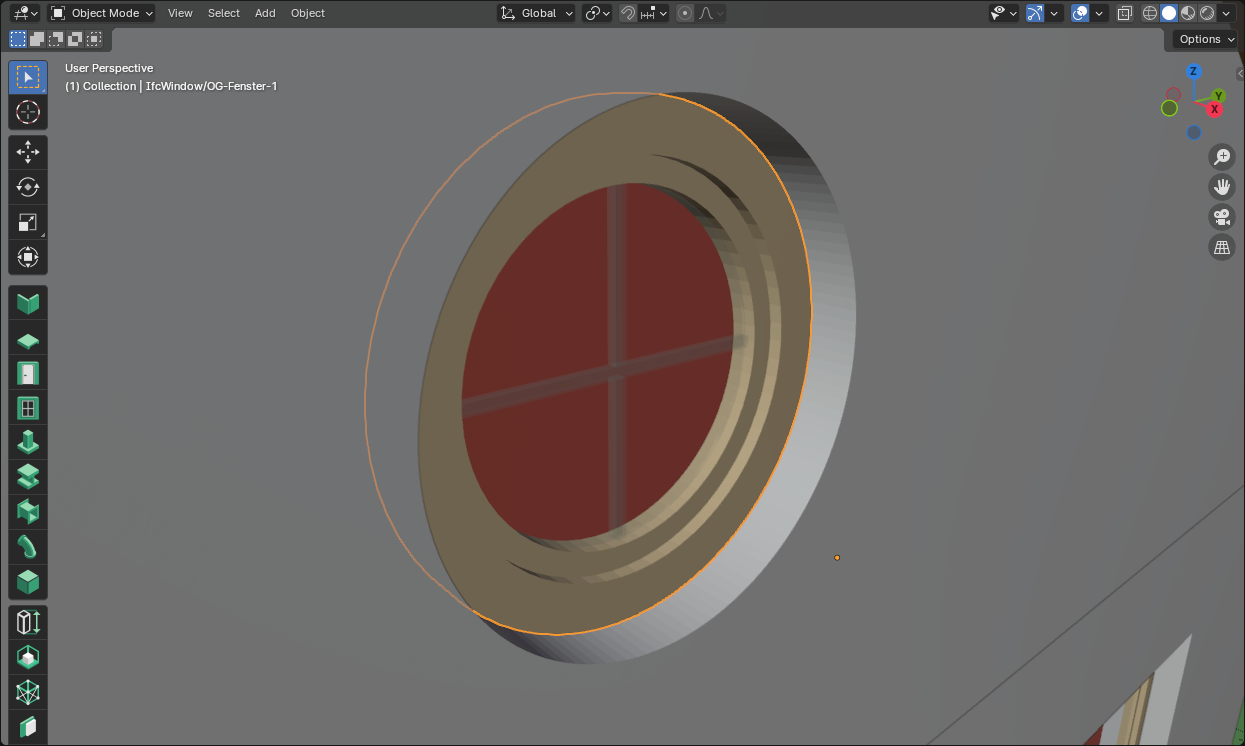 Object Mode View Select Add Object Global
Options
User Perspective
(1) Collection | IfcWindow/OG-Fenster-1
Z
Y
X